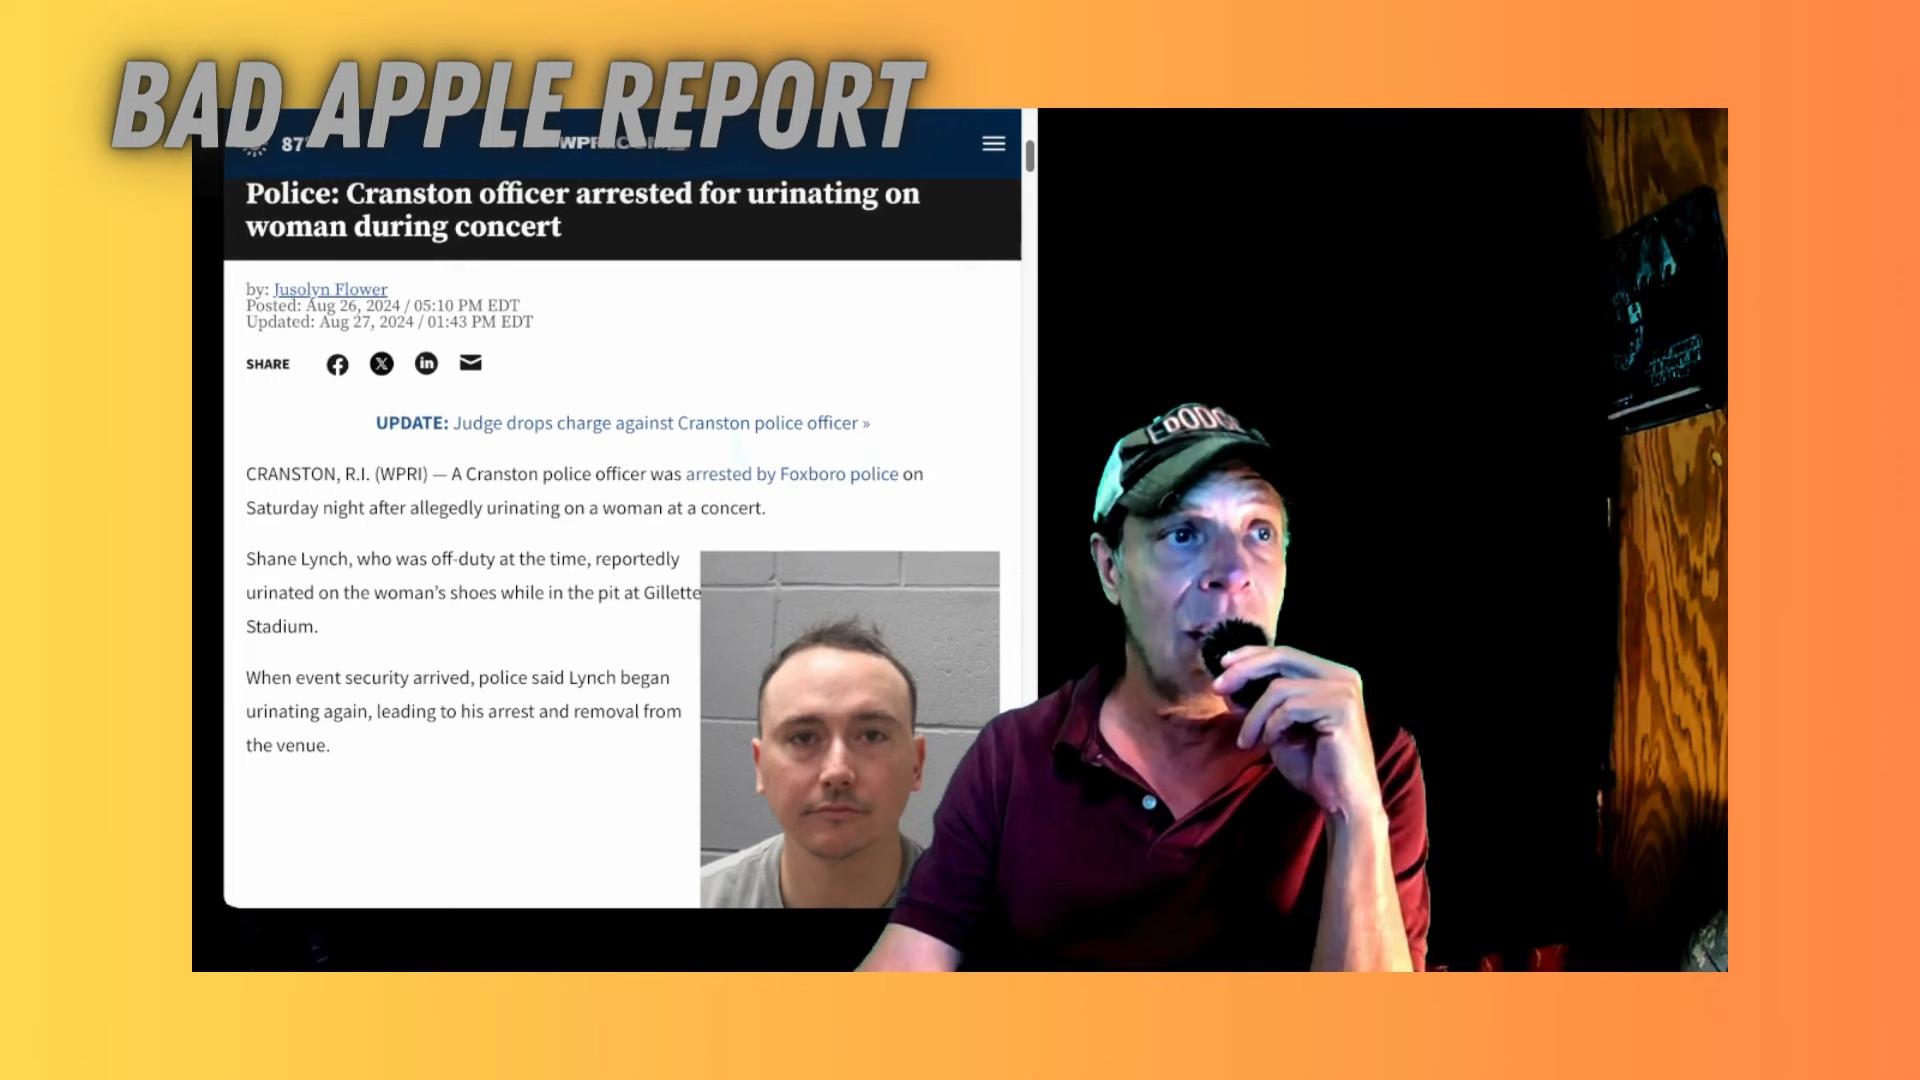 BAD APPLE REPORT
87°
Police: Cranston officer arrested for urinating on
woman during concert
by: Jusolyn Flower
Posted: Aug 26, 2024 / 05:10 PM EDT
Updated: Aug 27, 2024 / 01:43 PM EDT
SHARE
UPDATE: Judge drops charge against Cranston police officer »
CRANSTON, R.I. (WPRI) — A Cranston police officer was arrested by Foxboro police on
Saturday night after allegedly urinating on a woman at a concert.
Shane Lynch, who was off-duty at the time, reportedly
urinated on the woman's shoes while in the pit at Gillette
Stadium.
When event security arrived, police said Lynch began
urinating again, leading to his arrest and removal from
the venue.
DODGE